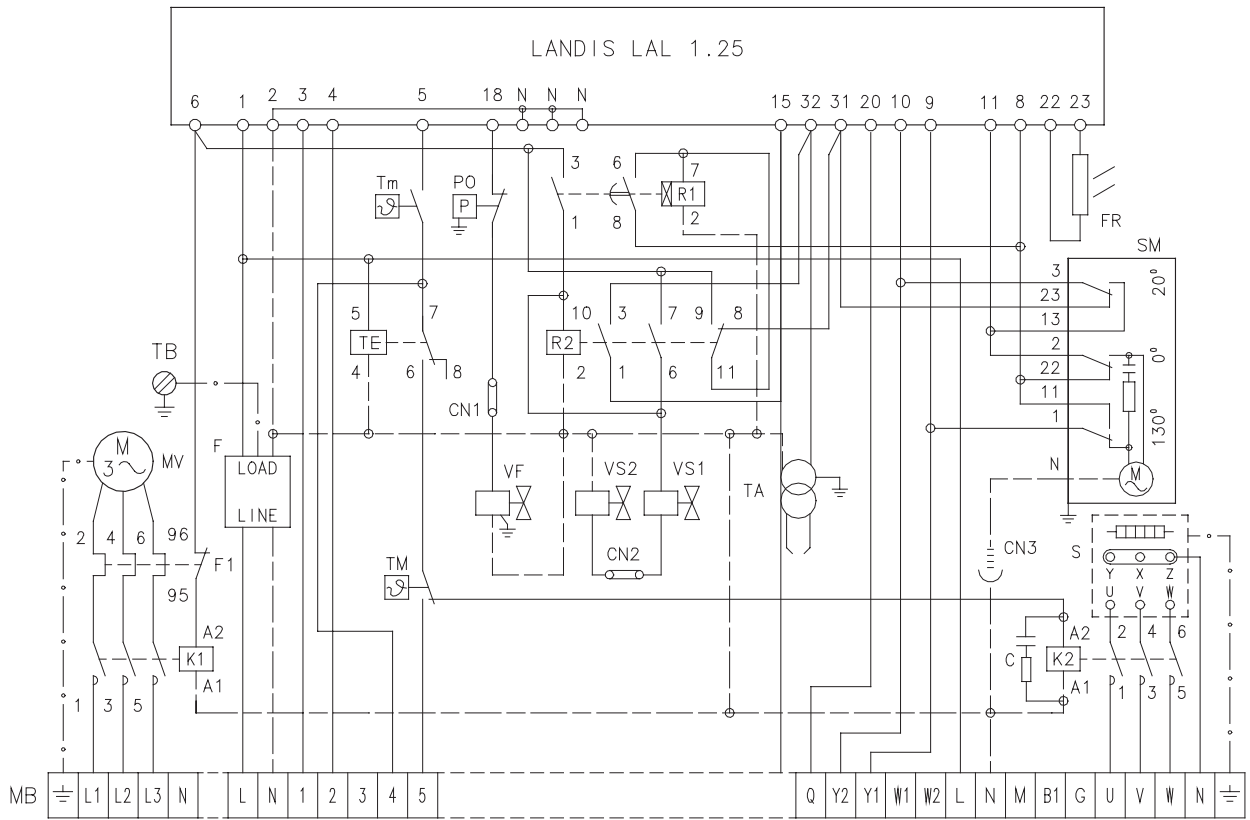 LANDIS LAL 1.25
6 1 2 3 4 5 18 N N N 15 32 31 20 10 9 11 8 22 23
3 6 7
Tm PO P R1
1 8 2
FR
SM
3 20°
23
13
5 7 10 3 7 9 8
TE R2
4 6 8 2 1 6 11
2 0°
22
11
1 130°
TB
CN1
M 3 MV
F LOAD
LINE
VF VS2 VS1
TA
N M
2 4 6 96
F1
95
CN2
CN3
S
Y X Z
U V W
TM
A2
K1
A1
1 3 5
C
A2
K2
A1
2 4 6
1 3 5
MB L1 L2 L3 N L N 1 2 3 4 5 Q Y2 Y1 W1 W2 L N M B1 G U V W N